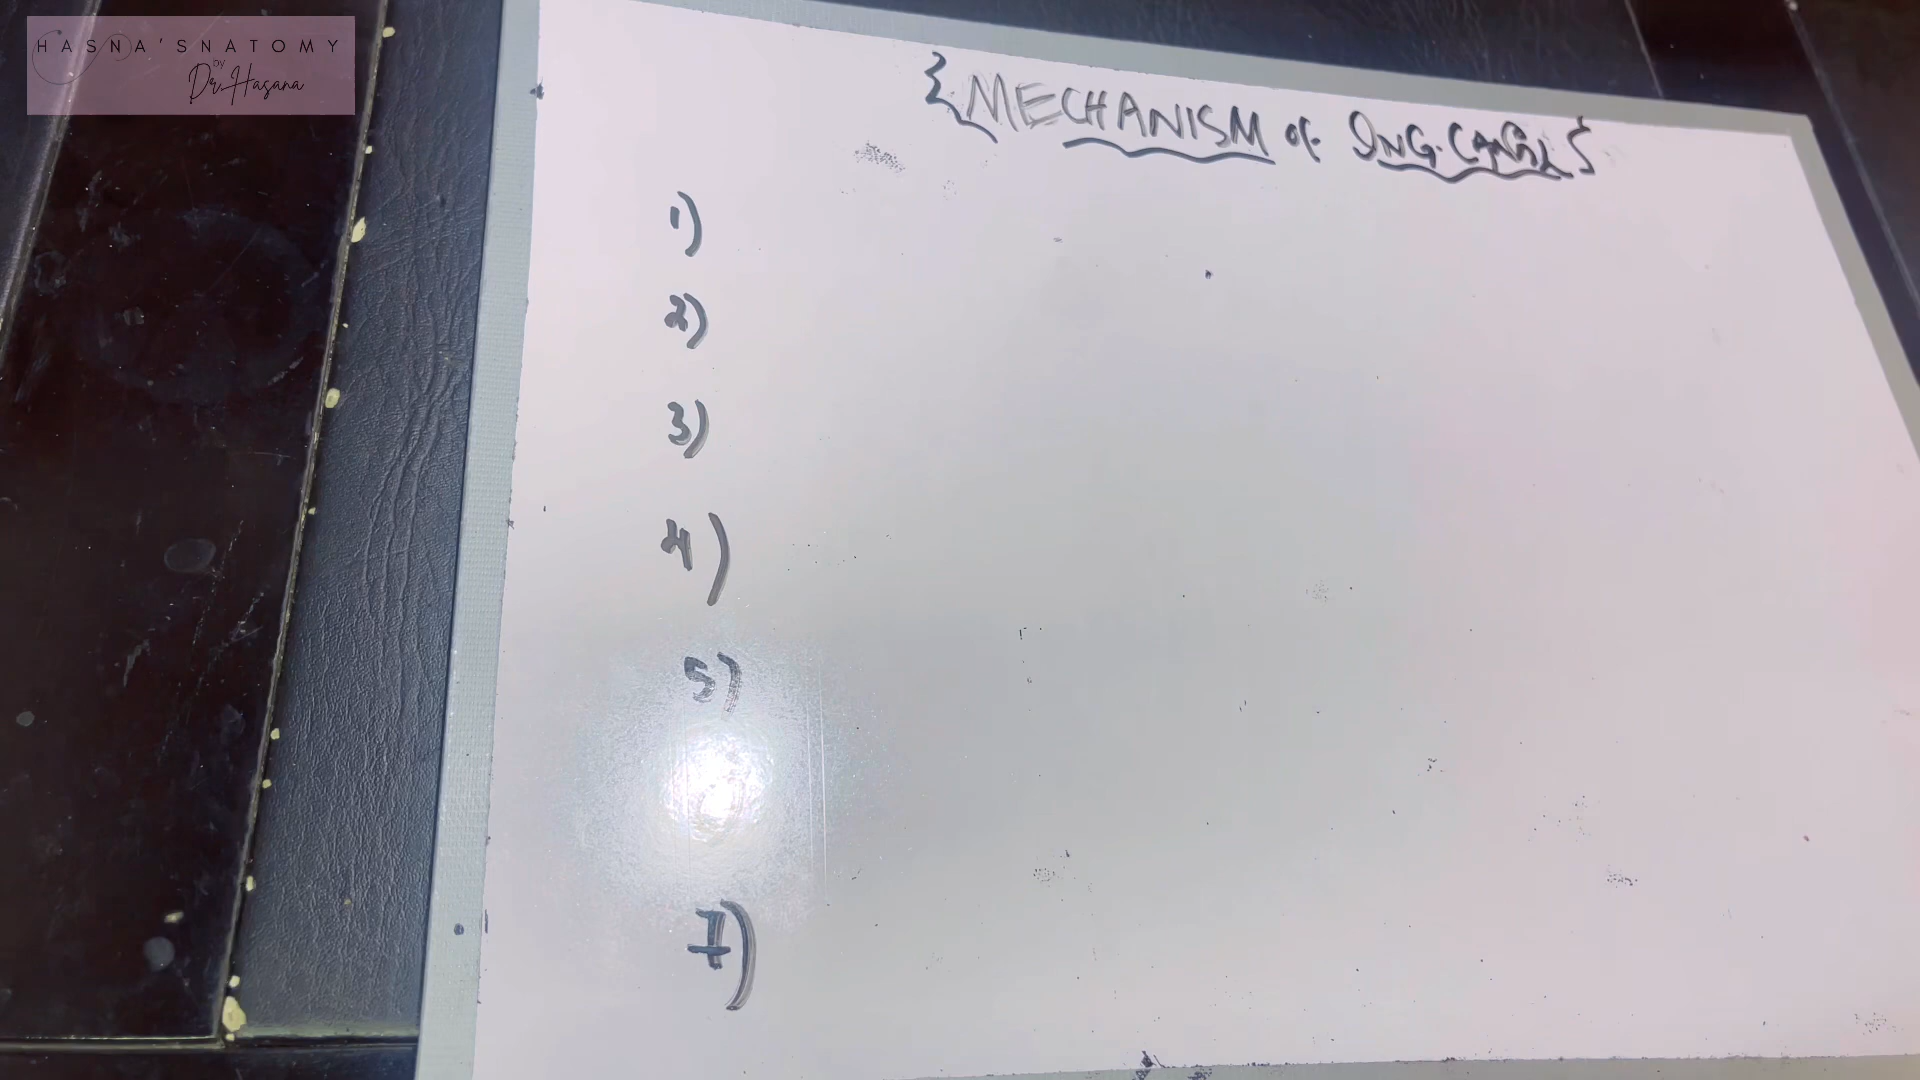 HASNA'SNATOMY
BY
Dr.Hasana
{MECHANISM of ING.CANAL}
1)
2)
3)
4)
5)
7)